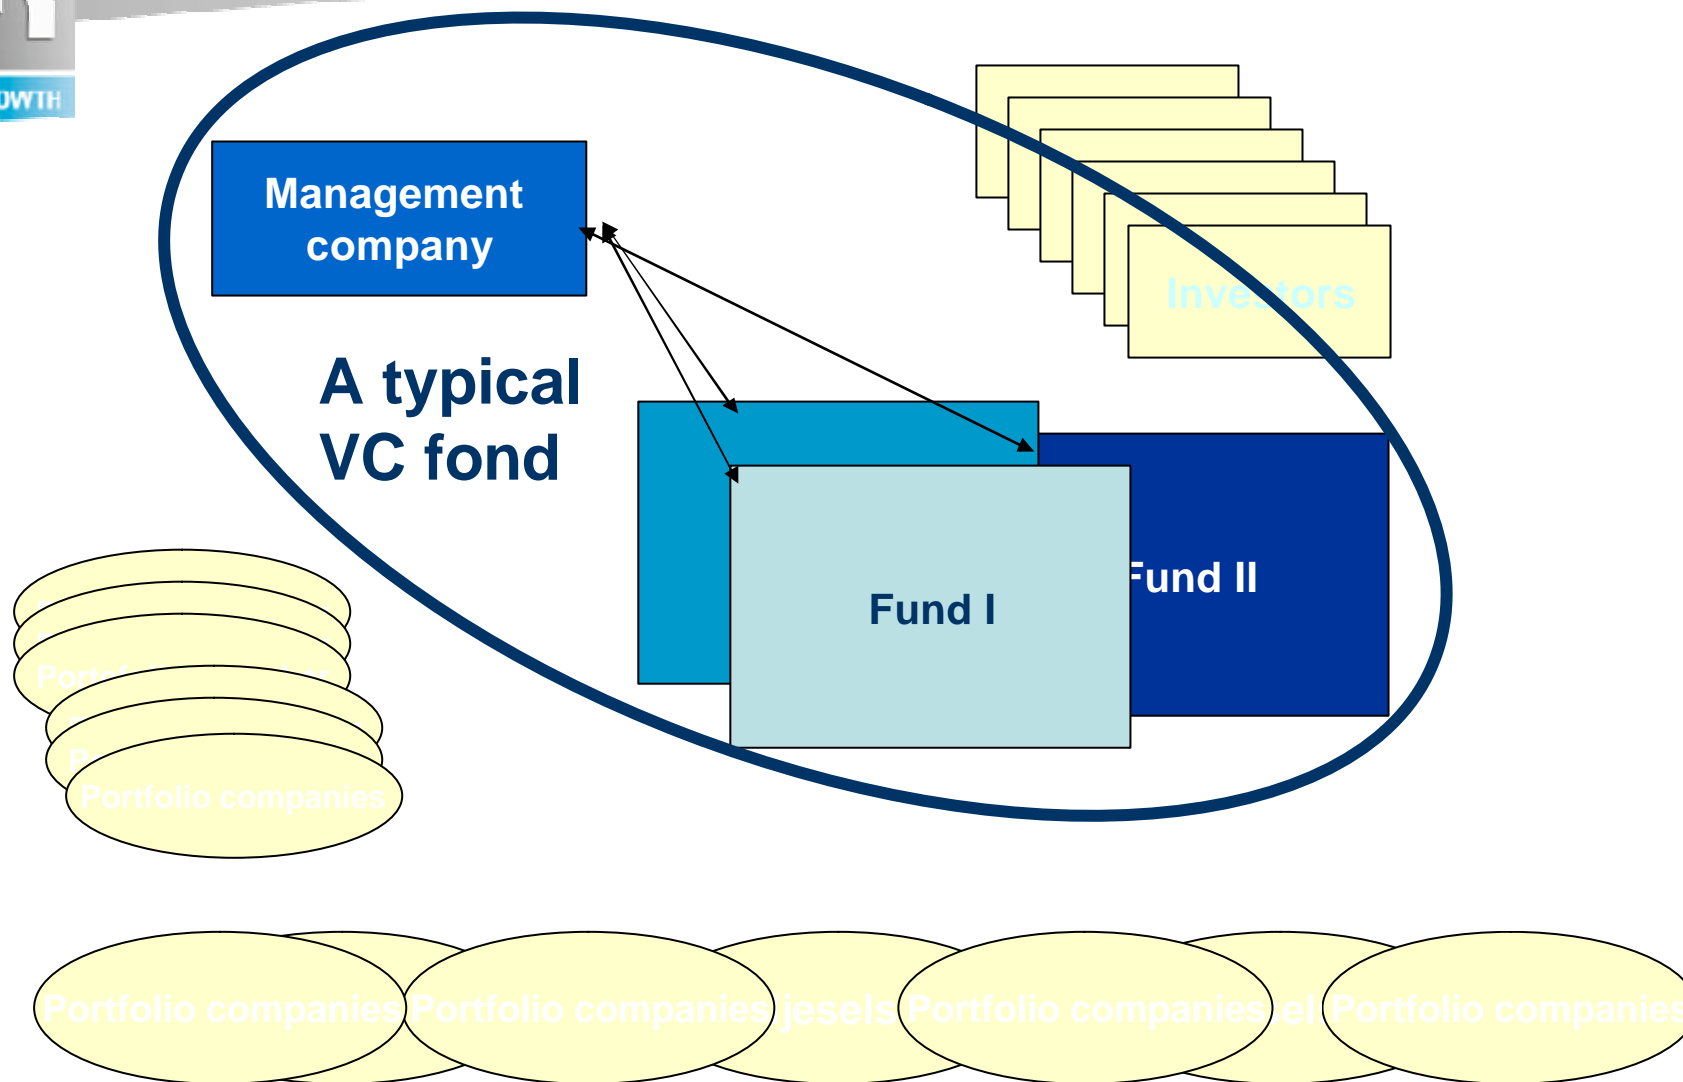 OWTH
Management
company
Investors
A typical
VC fond
Fund II
Fund I
Portfolio companies
Portfolio companies
Portfolio companies
jesels
Portfolio companies
Portfolio companies